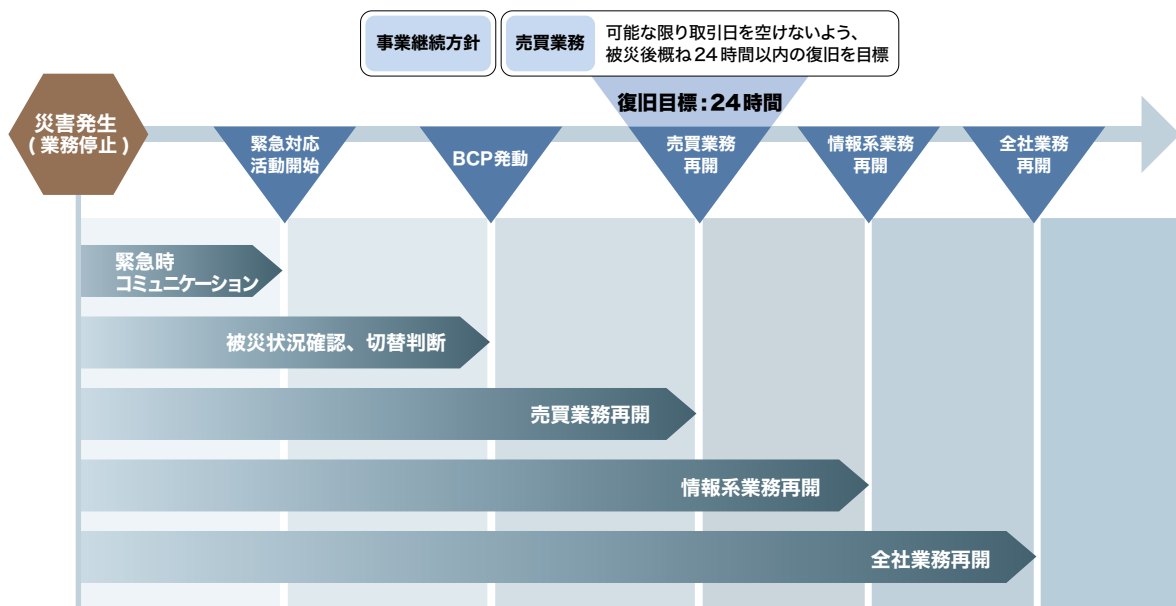 事業継続方針
売買業務
可能な限り取引日を空けないよう、
被災後概ね24時間以内の復旧を目標
復旧目標：24時間
災害発生
(業務停止)
緊急対応
活動開始
BCP発動
売買業務
再開
情報系業務
再開
全社業務
再開
緊急時
コミュニケーション
被災状況確認、切替判断
売買業務再開
情報系業務再開
全社業務再開